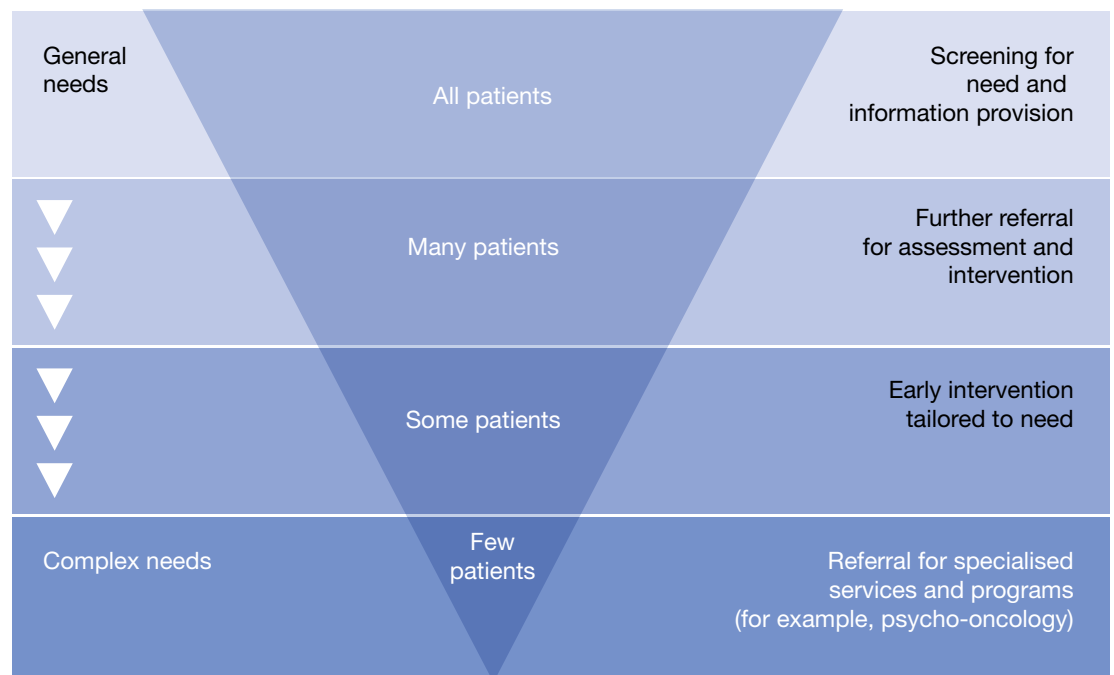 General
needs
All patients
Screening for
need and
information provision
Many patients
Further referral
for assessment and
intervention
Some patients
Early intervention
tailored to need
Complex needs
Few
patients
Referral for specialised
services and programs
(for example, psycho-oncology)